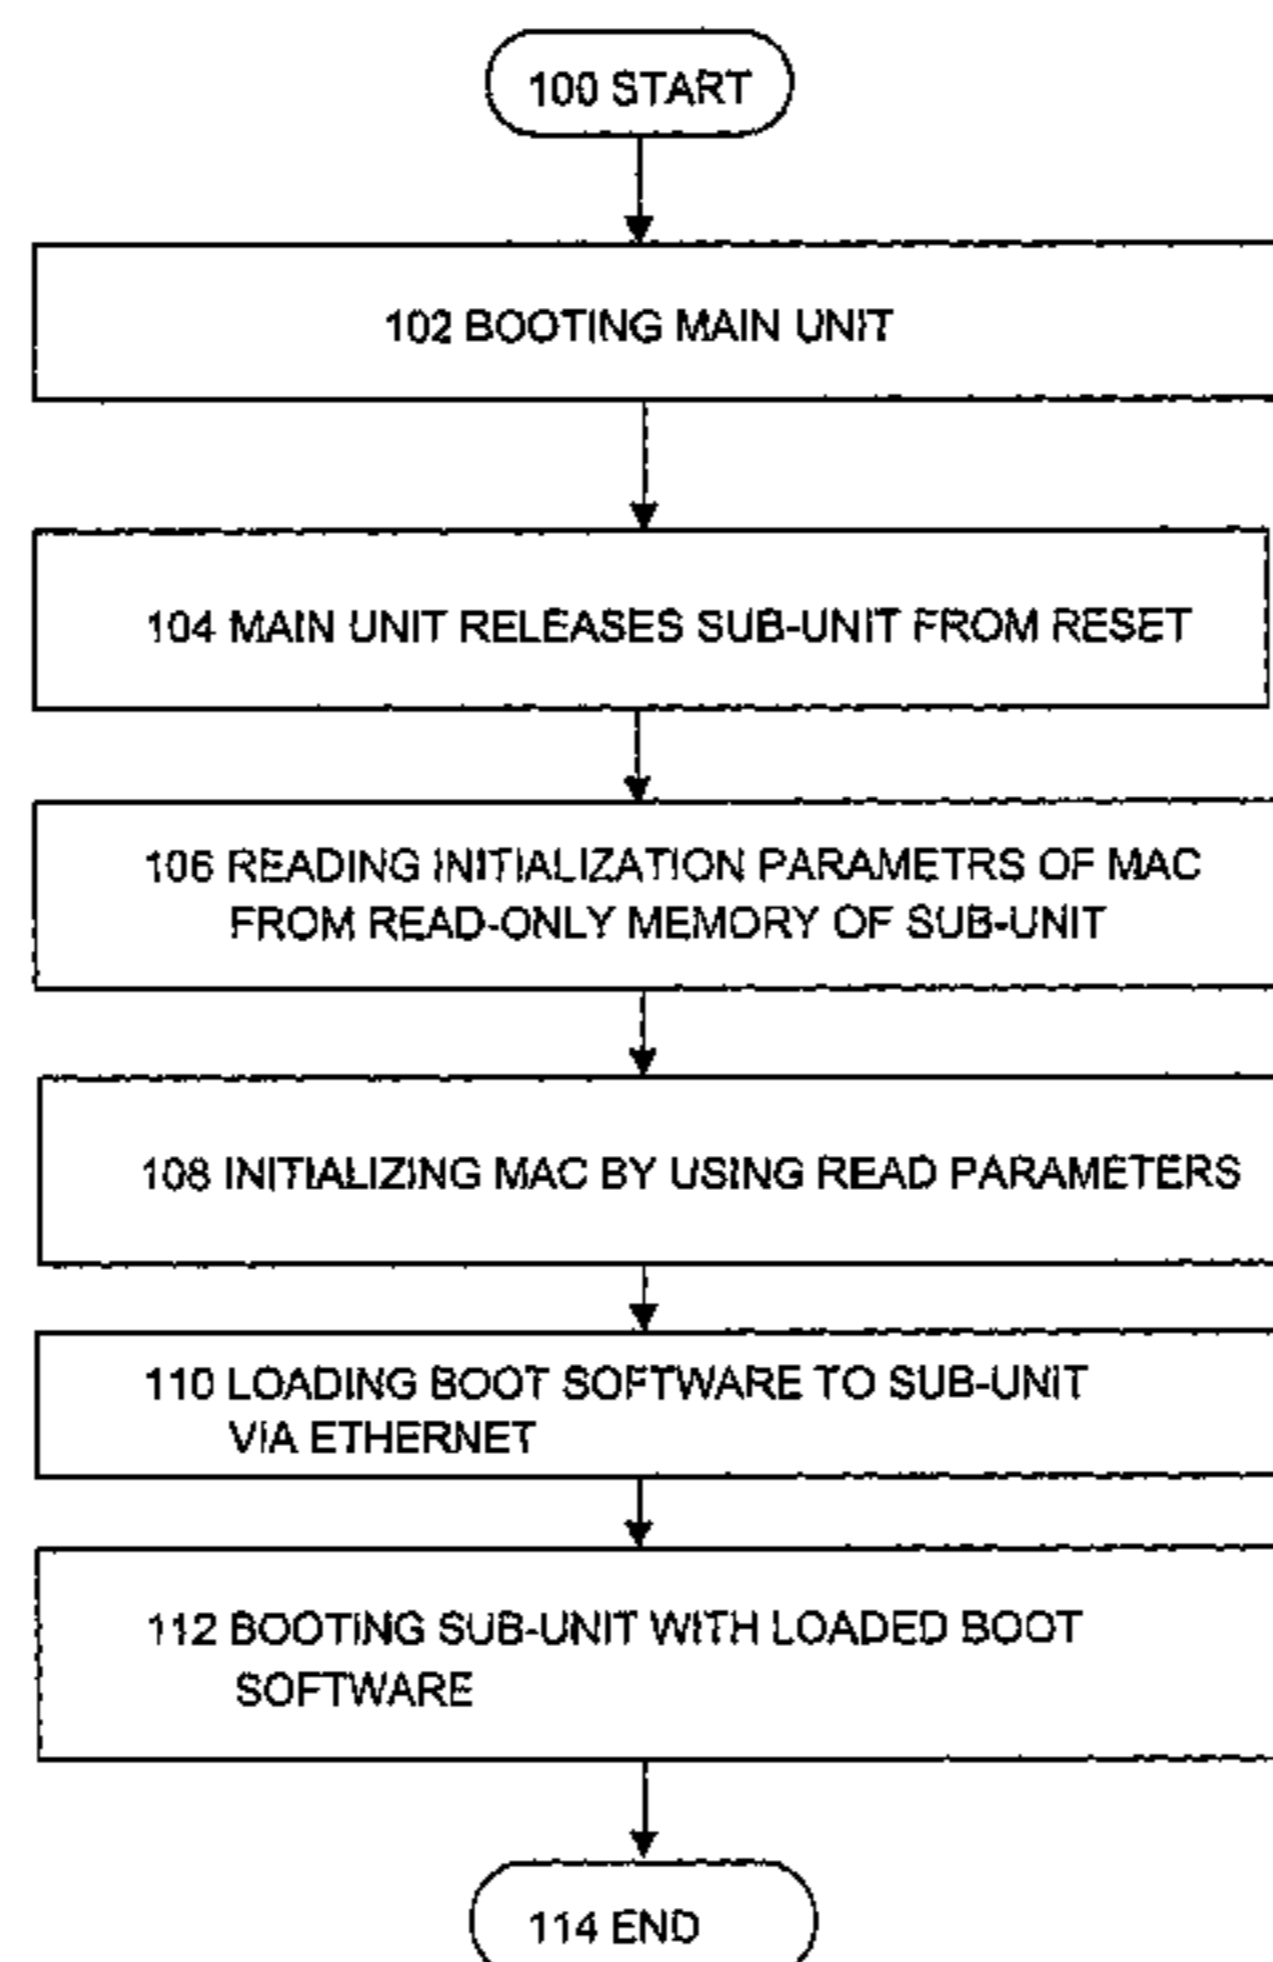 100 START
102 BOOTING MAIN UNIT
104 MAIN UNIT RELEASES SUB-UNIT FROM RESET
106 READING INITIALIZATION PARAMETRS OF MAC
FROM READ-ONLY MEMORY OF SUB-UNIT
108 INITIALIZING MAC BY USING READ PARAMETERS
110 LOADING BOOT SOFTWARE TO SUB-UNIT
VIA ETHERNET
112 BOOTING SUB-UNIT WITH LOADED BOOT
SOFTWARE
114 END